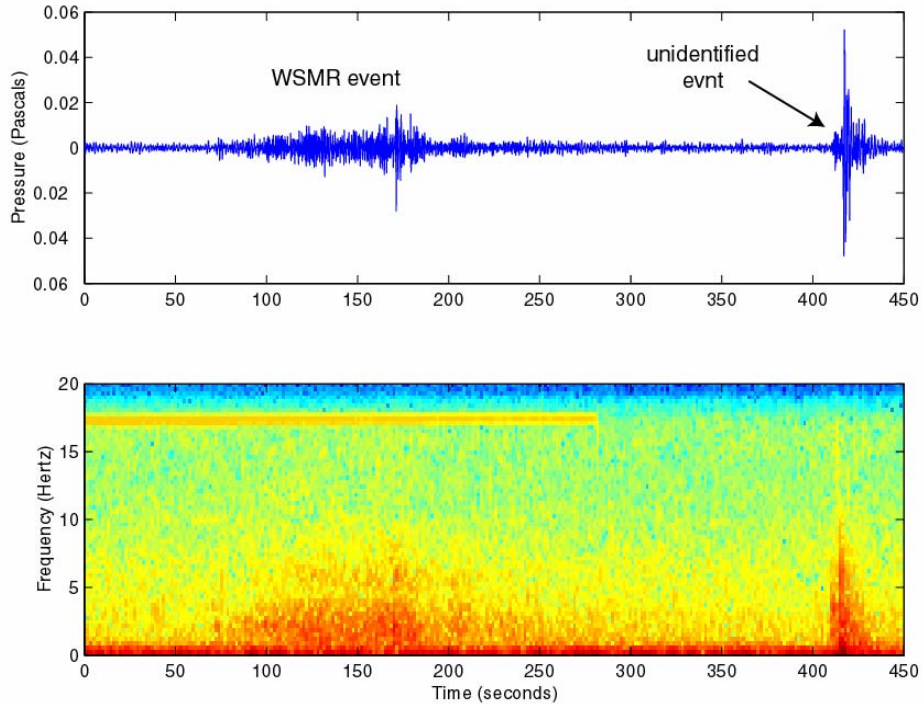 0.06
0.04
0.02
0
0.02
0.04
0.06
Pressure (Pascals)
WSMR event
unidentified
evnt
0 50 100 150 200 250 300 350 400 450
20
15
10
5
0
Frequency (Hertz)
0 50 100 150 200 250 300 350 400 450
Time (seconds)